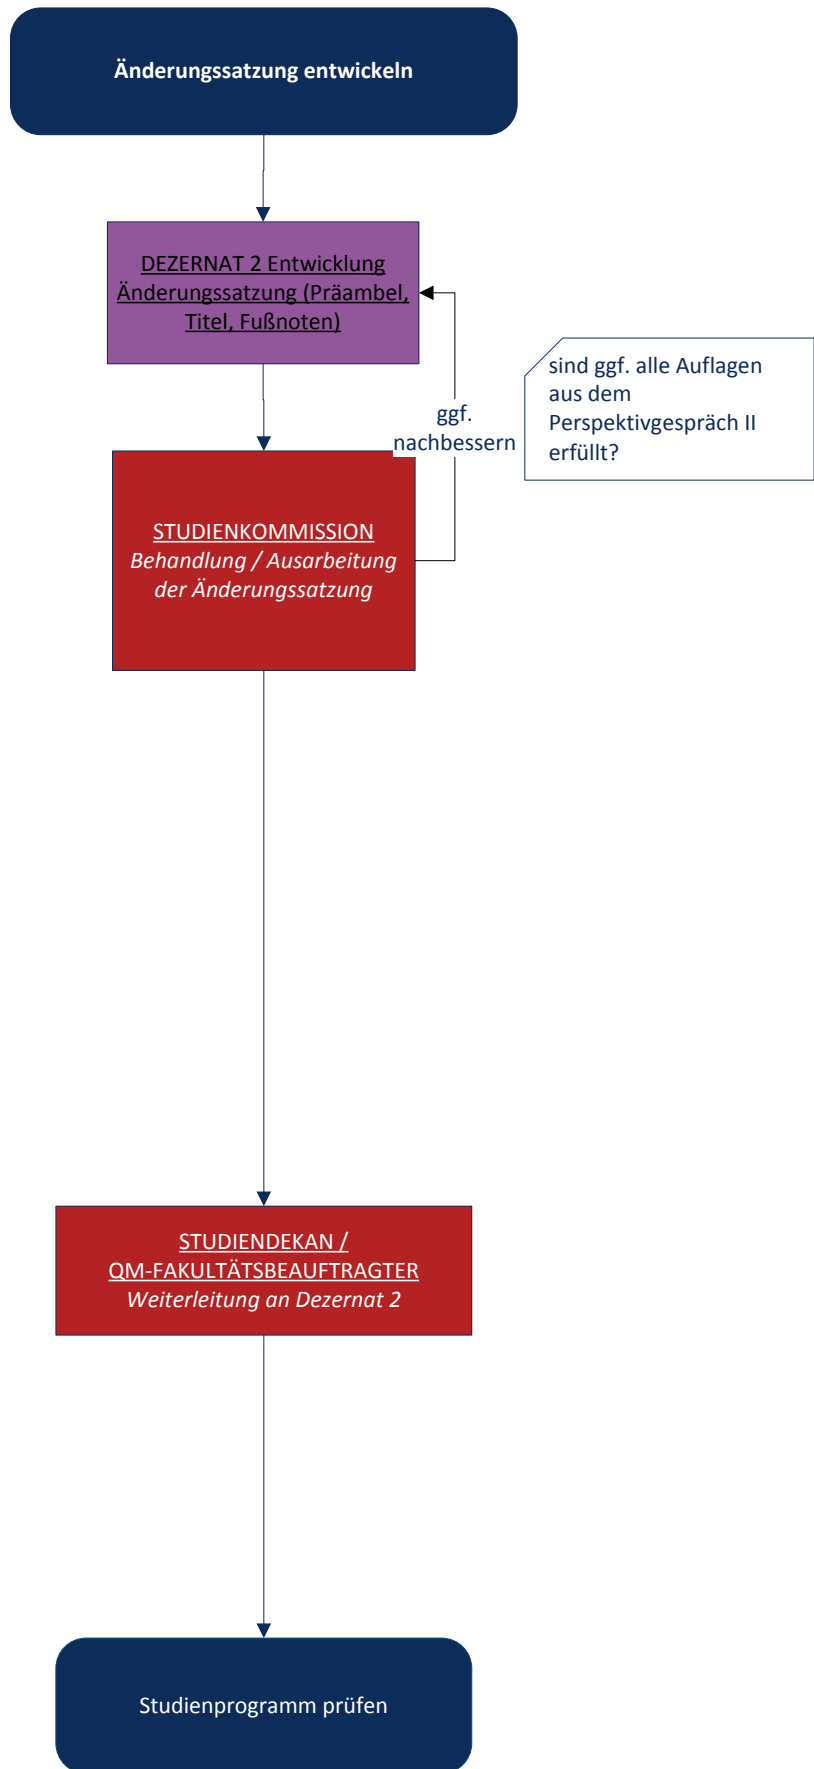 Änderungssatzung entwickeln
DEZERNAT 2 Entwicklung
Änderungssatzung (Präambel,
Titel, Fußnoten)
sind ggf. alle Auflagen
aus dem
Perspektivgespräch II
erfüllt?
ggf.
nachbessern
STUDIENKOMMISSION
Behandlung / Ausarbeitung
der Änderungssatzung
STUDIENDEKAN /
QM-FAKULTÄTSBEAUFTRAGTER
Weiterleitung an Dezernat 2
Studienprogramm prüfen